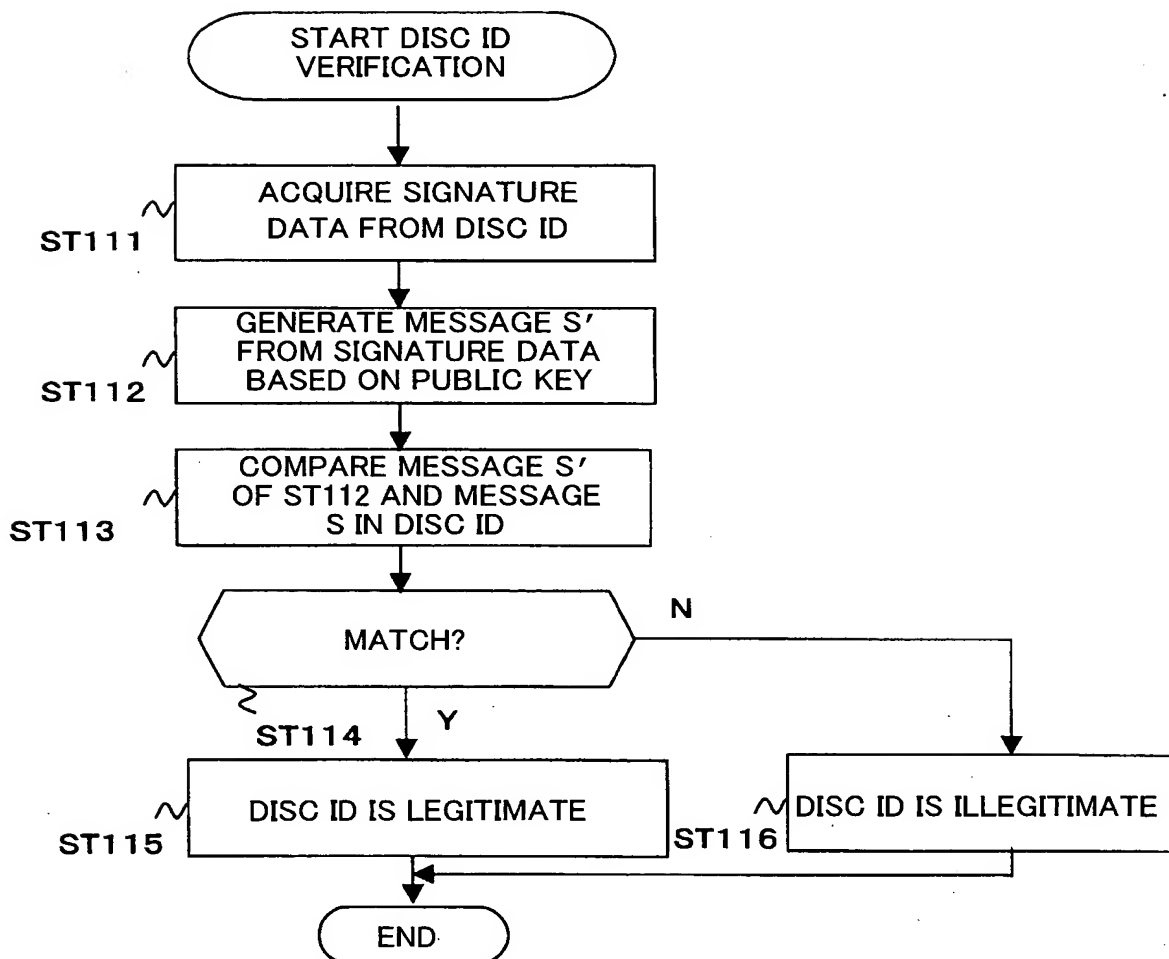 START DISC ID
VERIFICATION
ACQUIRE SIGNATURE
DATA FROM DISC ID
ST111
GENERATE MESSAGE S′
FROM SIGNATURE DATA
BASED ON PUBLIC KEY
ST112
COMPARE MESSAGE S′
OF ST112 AND MESSAGE
S IN DISC ID
ST113
MATCH?
N
ST114
Y
DISC ID IS LEGITIMATE
ST115
DISC ID IS ILLEGITIMATE
ST116
END